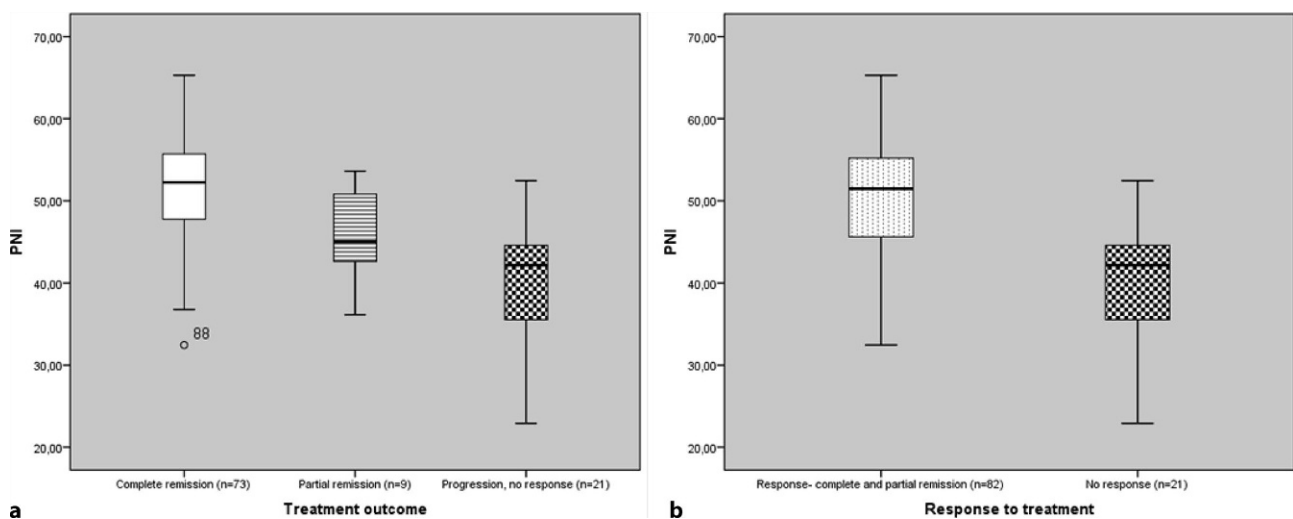 70,00
60,00
50,00
40,00
30,00
20,00
PNI
88
Complete remission (n=73)
Partial remission (n=9)
Progression, no response (n=21)
Treatment outcome
a
70,00
60,00
50,00
40,00
30,00
20,00
PNI
Response- complete and partial remission (n=82)
No response (n=21)
Response to treatment
b